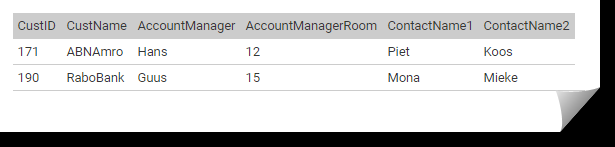 CustID CustName AccountManager AccountManagerRoom ContactName1 ContactName2
171 ABNAmro Hans 12 Piet Koos
190 RaboBank Guus 15 Mona Mieke